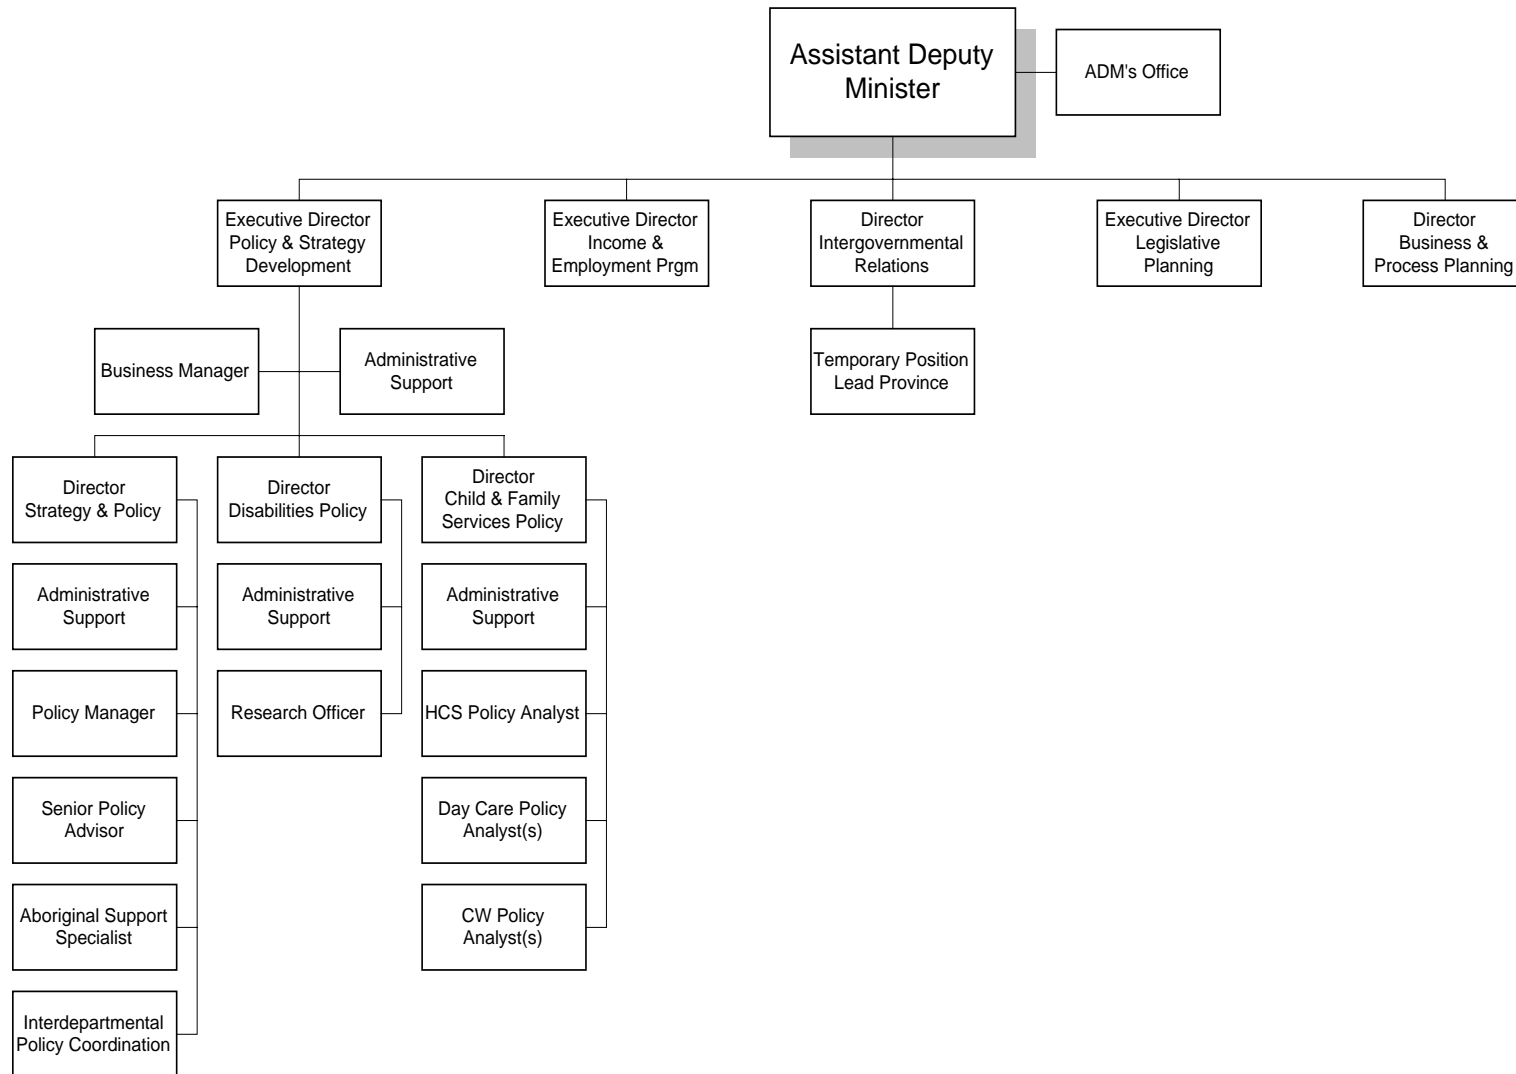 Assistant Deputy
Minister
ADM's Office
Executive Director
Policy & Strategy
Development
Executive Director
Income &
Employment Prgm
Director
Intergovernmental
Relations
Executive Director
Legislative
Planning
Director
Business &
Process Planning
Business Manager
Administrative
Support
Temporary Position
Lead Province
Director
Strategy & Policy
Director
Disabilities Policy
Director
Child & Family
Services Policy
Administrative
Support
Administrative
Support
Administrative
Support
Policy Manager
Research Officer
HCS Policy Analyst
Senior Policy
Advisor
Day Care Policy
Analyst(s)
Aboriginal Support
Specialist
CW Policy
Analyst(s)
Interdepartmental
Policy Coordination